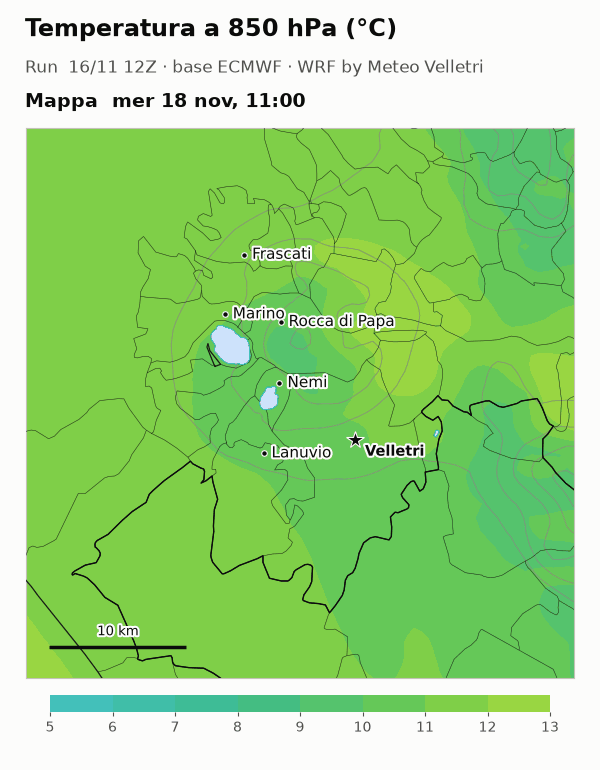 Temperatura a 850 hPa (°C)
Run  16/11 12Z · base ECMWF · WRF by Meteo Velletri
Mappa  mer 18 nov, 11:00
Frascati
Marino
Rocca di Papa
Nemi
Velletri
Lanuvio
10 km
5 6 7 8 9 10 11 12 13